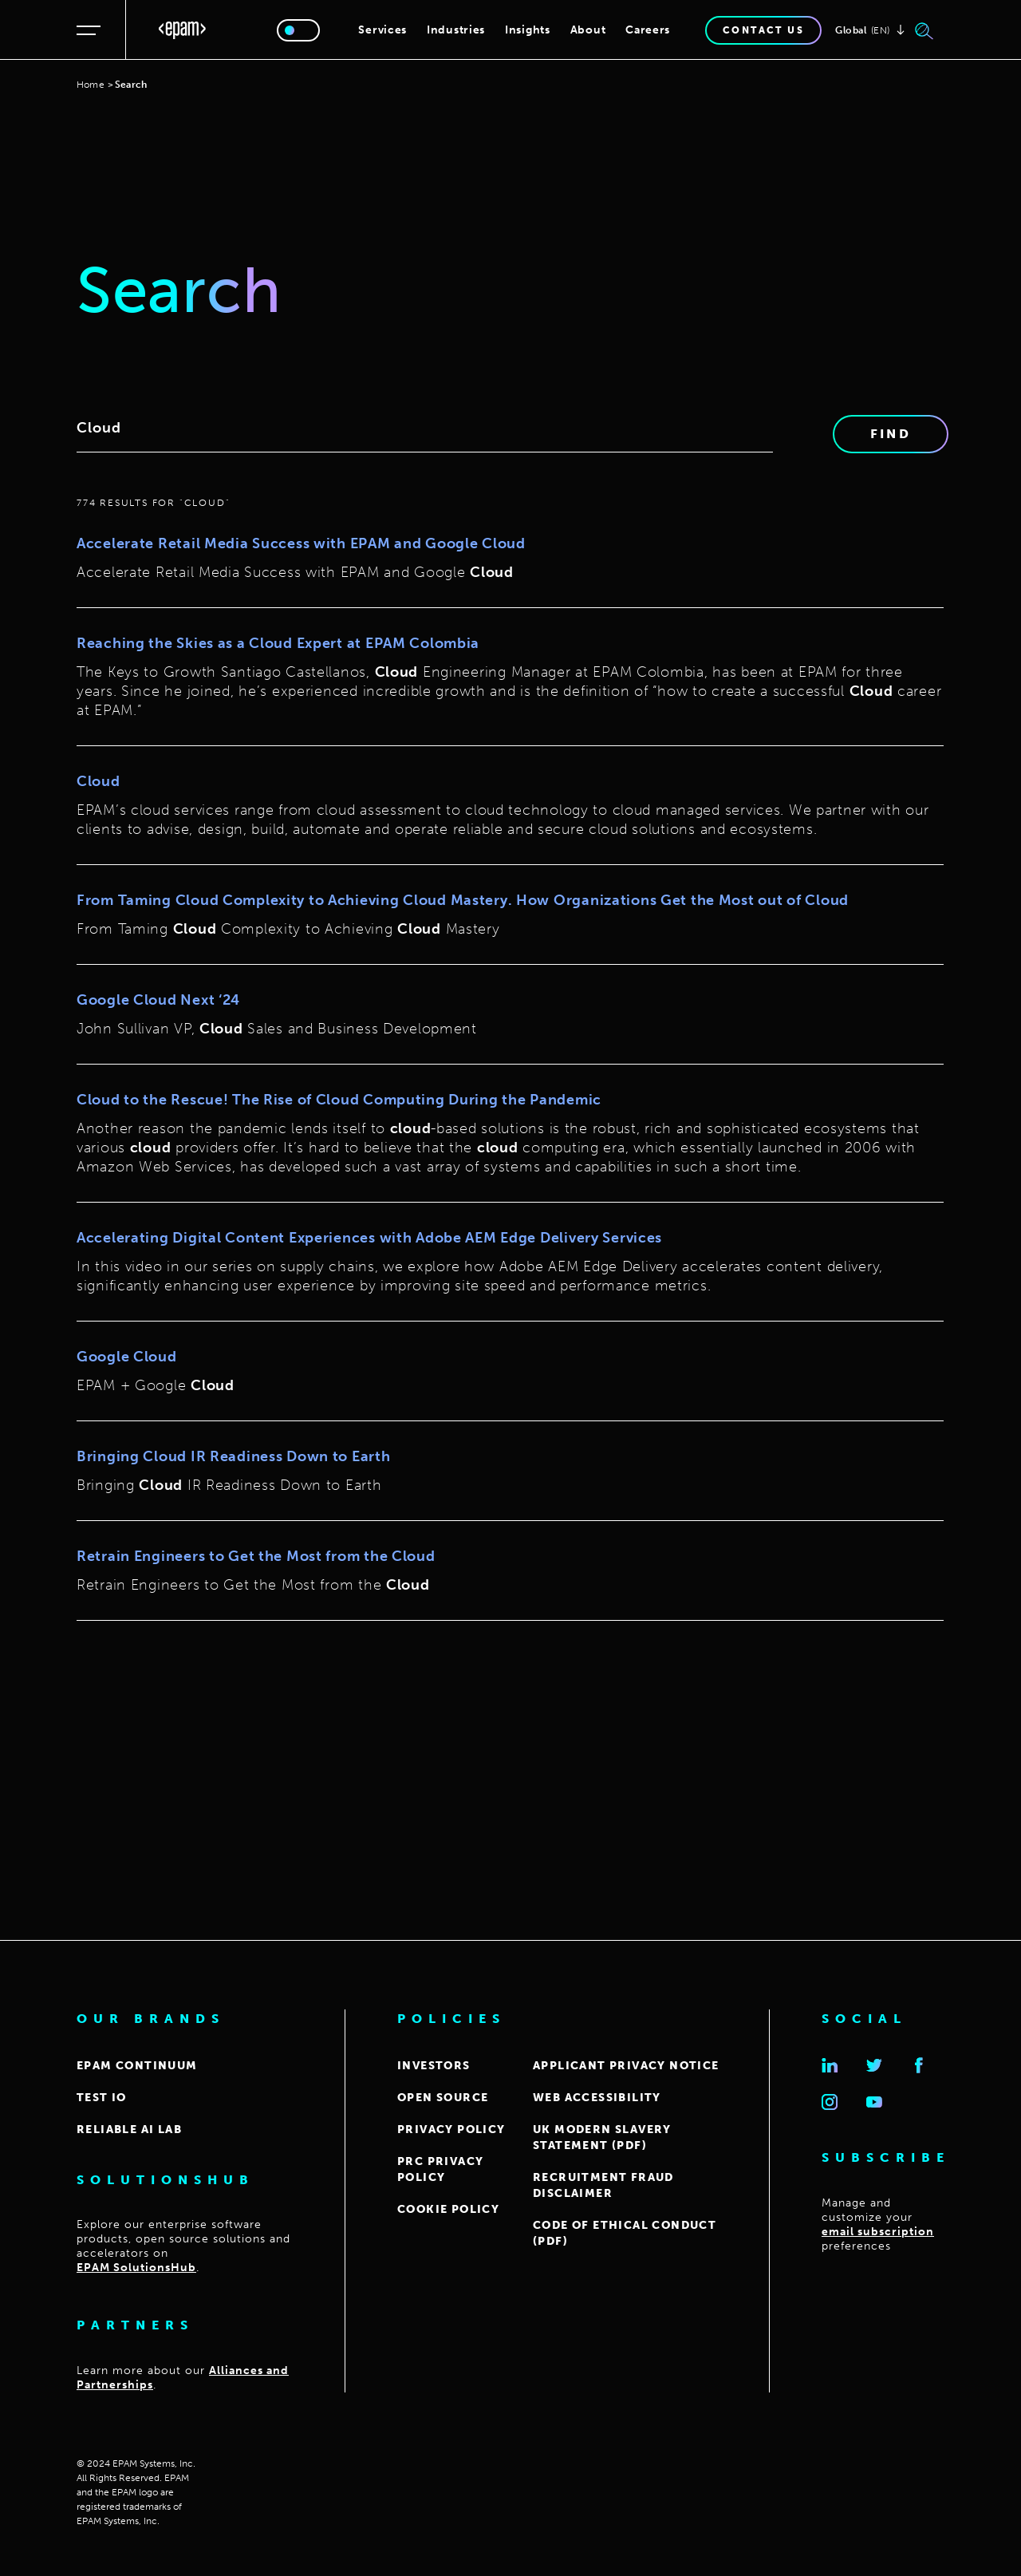 <epam>
Services Industries Insights About Careers
CONTACT US
Global (EN)
Home > Search
Search
Cloud
FIND
774 RESULTS FOR "CLOUD"
Accelerate Retail Media Success with EPAM and Google Cloud
Accelerate Retail Media Success with EPAM and Google Cloud
Reaching the Skies as a Cloud Expert at EPAM Colombia
The Keys to Growth Santiago Castellanos, Cloud Engineering Manager at EPAM Colombia, has been at EPAM for three
years. Since he joined, he’s experienced incredible growth and is the definition of “how to create a successful Cloud career
at EPAM.”
Cloud
EPAM’s cloud services range from cloud assessment to cloud technology to cloud managed services. We partner with our
clients to advise, design, build, automate and operate reliable and secure cloud solutions and ecosystems.
From Taming Cloud Complexity to Achieving Cloud Mastery. How Organizations Get the Most out of Cloud
From Taming Cloud Complexity to Achieving Cloud Mastery
Google Cloud Next ’24
John Sullivan VP, Cloud Sales and Business Development
Cloud to the Rescue! The Rise of Cloud Computing During the Pandemic
Another reason the pandemic lends itself to cloud-based solutions is the robust, rich and sophisticated ecosystems that
various cloud providers offer. It’s hard to believe that the cloud computing era, which essentially launched in 2006 with
Amazon Web Services, has developed such a vast array of systems and capabilities in such a short time.
Accelerating Digital Content Experiences with Adobe AEM Edge Delivery Services
In this video in our series on supply chains, we explore how Adobe AEM Edge Delivery accelerates content delivery,
significantly enhancing user experience by improving site speed and performance metrics.
Google Cloud
EPAM + Google Cloud
Bringing Cloud IR Readiness Down to Earth
Bringing Cloud IR Readiness Down to Earth
Retrain Engineers to Get the Most from the Cloud
Retrain Engineers to Get the Most from the Cloud
OUR BRANDS
EPAM CONTINUUM
TEST IO
RELIABLE AI LAB
SOLUTIONSHUB
Explore our enterprise software
products, open source solutions and
accelerators on
EPAM SolutionsHub.
PARTNERS
Learn more about our Alliances and
Partnerships.
POLICIES
INVESTORS
OPEN SOURCE
PRIVACY POLICY
PRC PRIVACY
POLICY
COOKIE POLICY
APPLICANT PRIVACY NOTICE
WEB ACCESSIBILITY
UK MODERN SLAVERY
STATEMENT (PDF)
RECRUITMENT FRAUD
DISCLAIMER
CODE OF ETHICAL CONDUCT
(PDF)
SOCIAL
SUBSCRIBE
Manage and
customize your
email subscription
preferences
© 2024 EPAM Systems, Inc.
All Rights Reserved. EPAM
and the EPAM logo are
registered trademarks of
EPAM Systems, Inc.